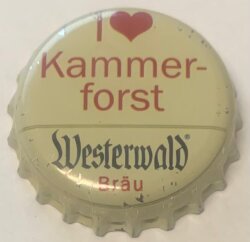 I ❤
Kammer-
forst
Westerwald®
Bräu